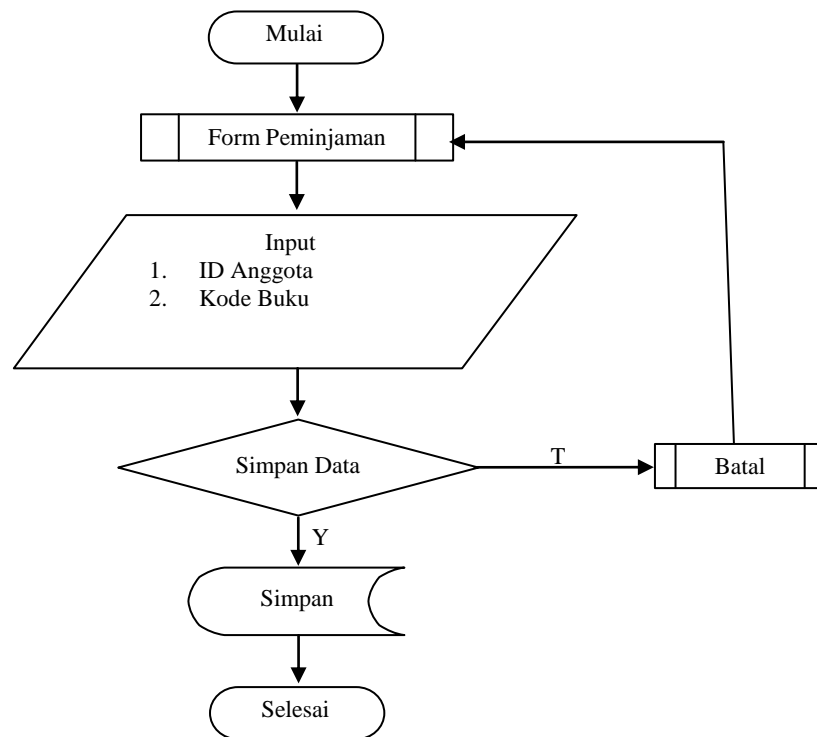 Mulai
Form Peminjaman
Input
1. ID Anggota
2. Kode Buku
Simpan Data
T
Batal
Y
Simpan
Selesai